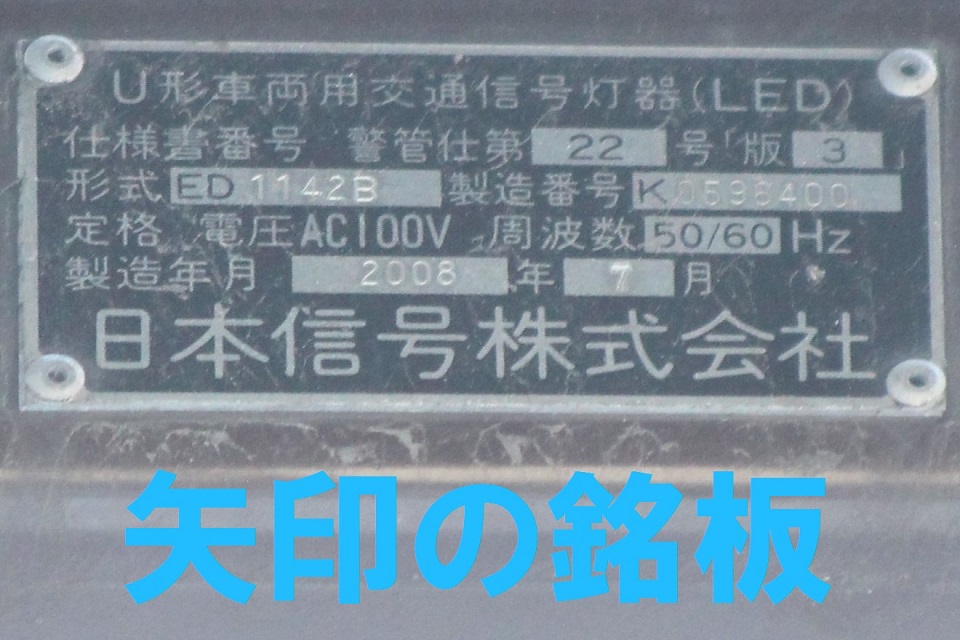 U形車両用交通信号灯器(LED)
仕様書番号 警管仕第 22 号「版 3 」
形式 ED 1142B 製造番号 K0598400
定格 電圧AC100V 周波数 50/60 Hz
製造年月 2008 年 7 月
日本信号株式会社
矢印の銘板